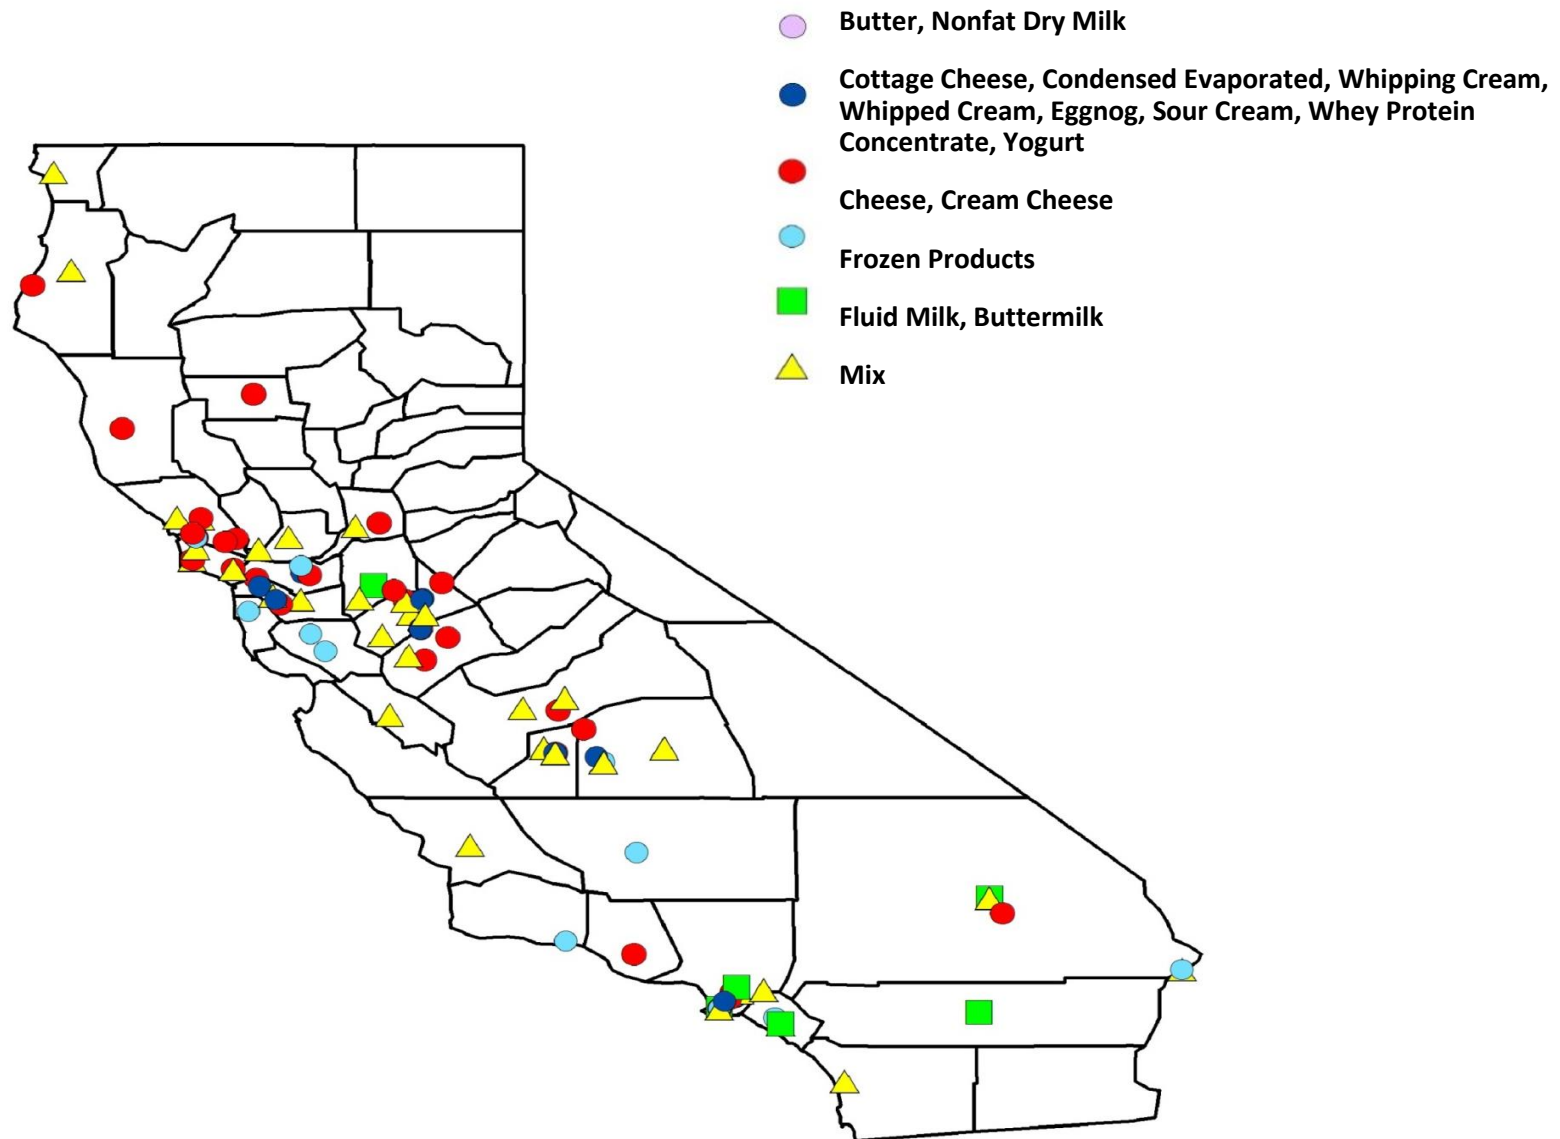 Butter, Nonfat Dry Milk
Cottage Cheese, Condensed Evaporated, Whipping Cream,
Whipped Cream, Eggnog, Sour Cream, Whey Protein
Concentrate, Yogurt
Cheese, Cream Cheese
Frozen Products
Fluid Milk, Buttermilk
Mix